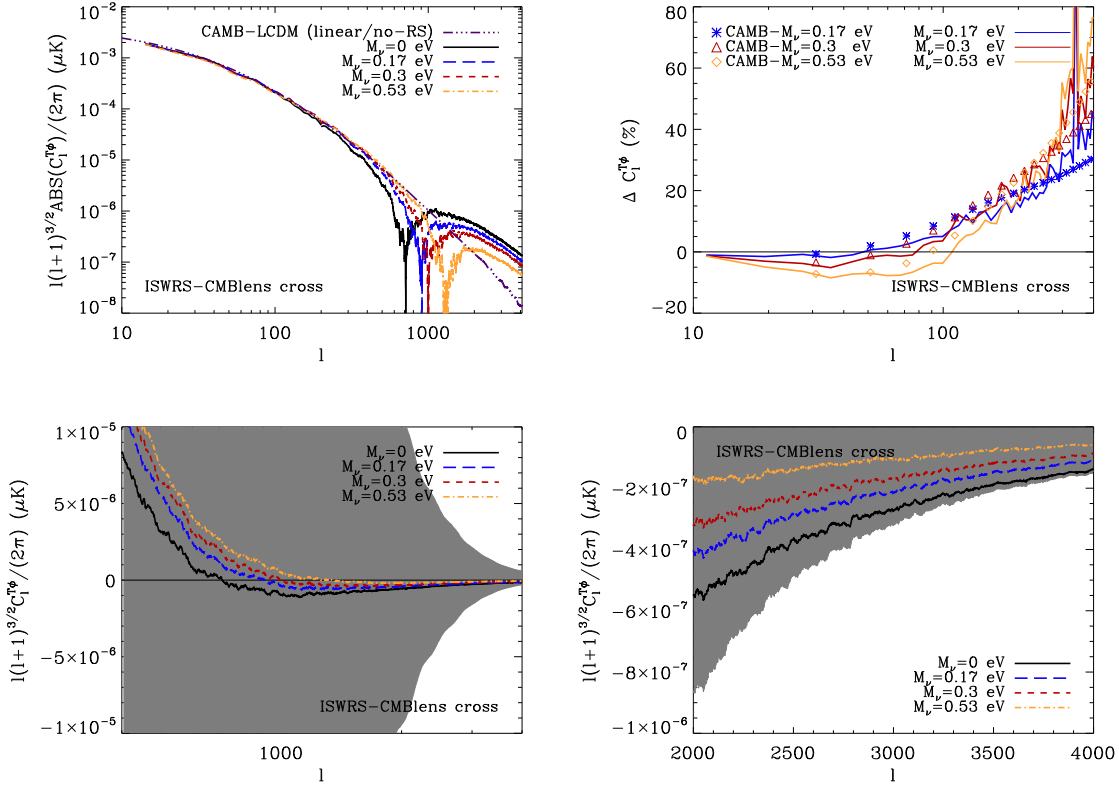 CAMB-LCDM (linear/no-RS)
Mν=0 eV
Mν=0.17 eV
Mν=0.3 eV
Mν=0.53 eV
ISWRS-CMBlens cross
l(l+1)^3/2ABS(C_l^Tφ)/(2π) (μK)
10^-2
10^-3
10^-4
10^-5
10^-6
10^-7
10^-8
10 100 1000
l
CAMB-Mν=0.17 eV Mν=0.17 eV
CAMB-Mν=0.3 eV Mν=0.3 eV
CAMB-Mν=0.53 eV Mν=0.53 eV
ISWRS-CMBlens cross
Δ C_l^Tφ (%)
80
60
40
20
0
-20
10 100
l
Mν=0 eV
Mν=0.17 eV
Mν=0.3 eV
Mν=0.53 eV
ISWRS-CMBlens cross
l(l+1)^3/2C_l^Tφ/(2π) (μK)
1×10^-5
5×10^-6
0
-5×10^-6
-1×10^-5
1000
l
ISWRS-CMBlens cross
Mν=0 eV
Mν=0.17 eV
Mν=0.3 eV
Mν=0.53 eV
l(l+1)^3/2C_l^Tφ/(2π) (μK)
0
-2×10^-7
-4×10^-7
-6×10^-7
-8×10^-7
-1×10^-6
2000 2500 3000 3500 4000
l